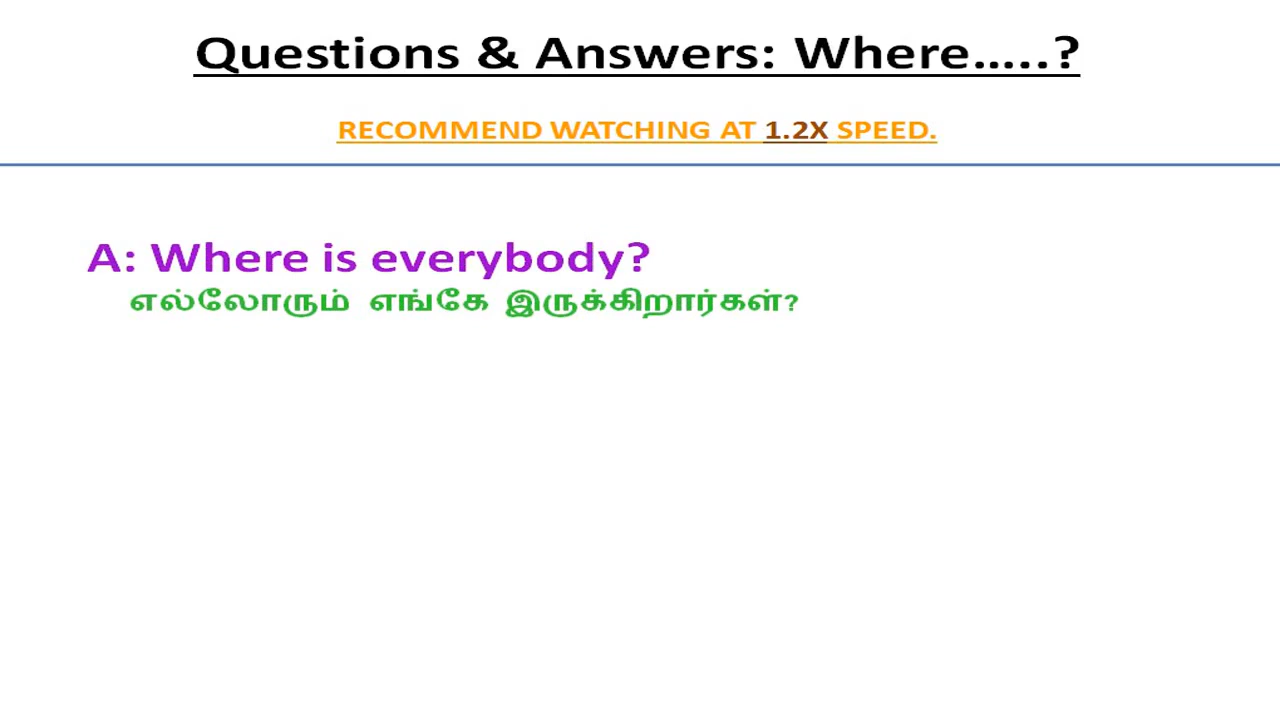 Questions & Answers: Where…..?
RECOMMEND WATCHING AT 1.2X SPEED.
A: Where is everybody?
எல்லோரும் எங்கே இருக்கிறார்கள்?